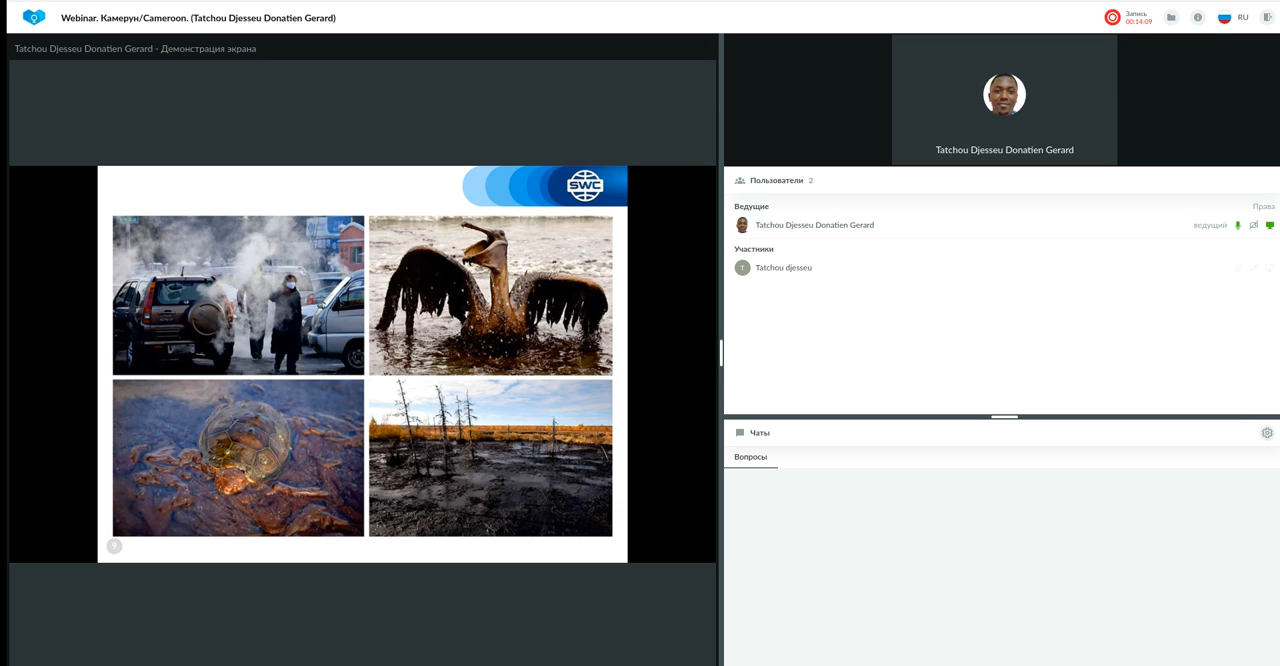 Webinar. Камерун/Cameroon. (Tatchou Djesseu Donatien Gerard)
Запись
00:14:09
RU
Tatchou Djesseu Donatien Gerard - Демонстрация экрана
SWC
9
Tatchou Djesseu Donatien Gerard
Пользователи 2
Ведущие Права
Tatchou Djesseu Donatien Gerard ведущий
Участники
T Tatchou djesseu
Чаты
Вопросы